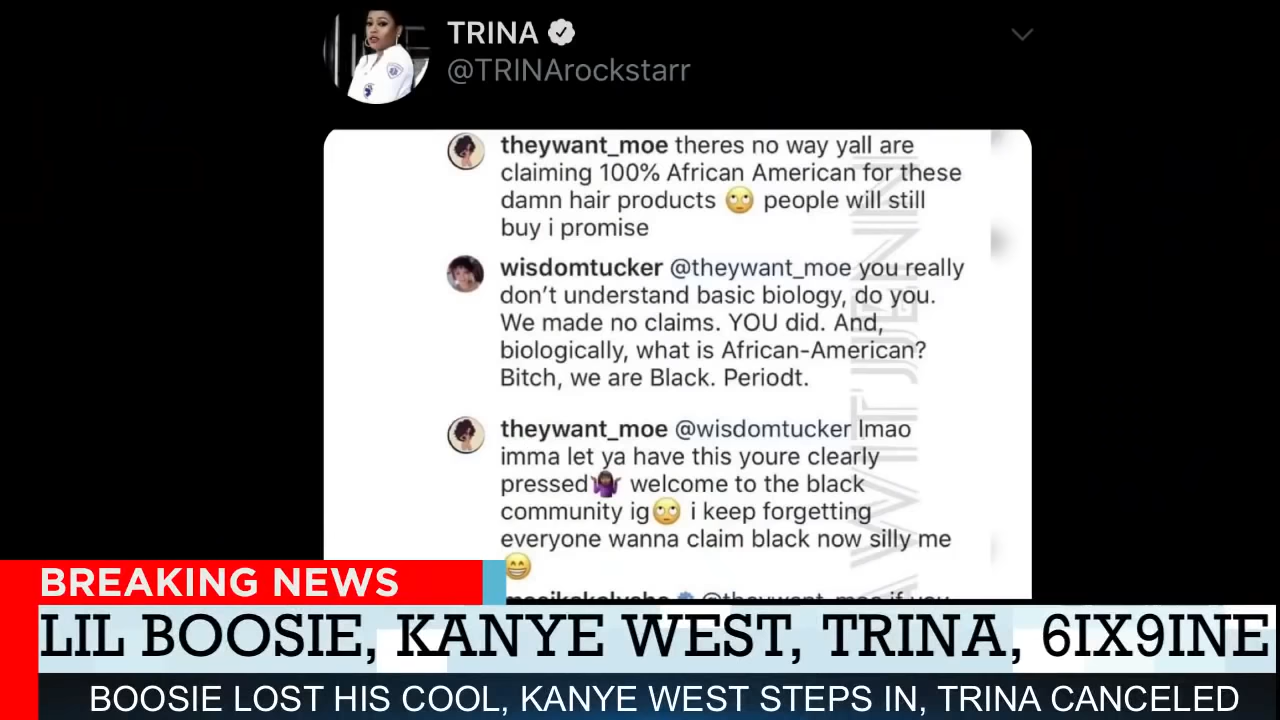 TRINA
@TRINArockstarr
theywant_moe theres no way yall are
claiming 100% African American for these
damn hair products 🙄 people will still
buy i promise
wisdomtucker @theywant_moe you really
don't understand basic biology, do you.
We made no claims. YOU did. And,
biologically, what is African-American?
Bitch, we are Black. Periodt.
theywant_moe @wisdomtucker lmao
imma let ya have this youre clearly
pressed🤷🏾‍♀️ welcome to the black
community ig🙄 i keep forgetting
everyone wanna claim black now silly me
😁
BREAKING NEWS
LIL BOOSIE, KANYE WEST, TRINA, 6IX9INE
BOOSIE LOST HIS COOL, KANYE WEST STEPS IN, TRINA CANCELED